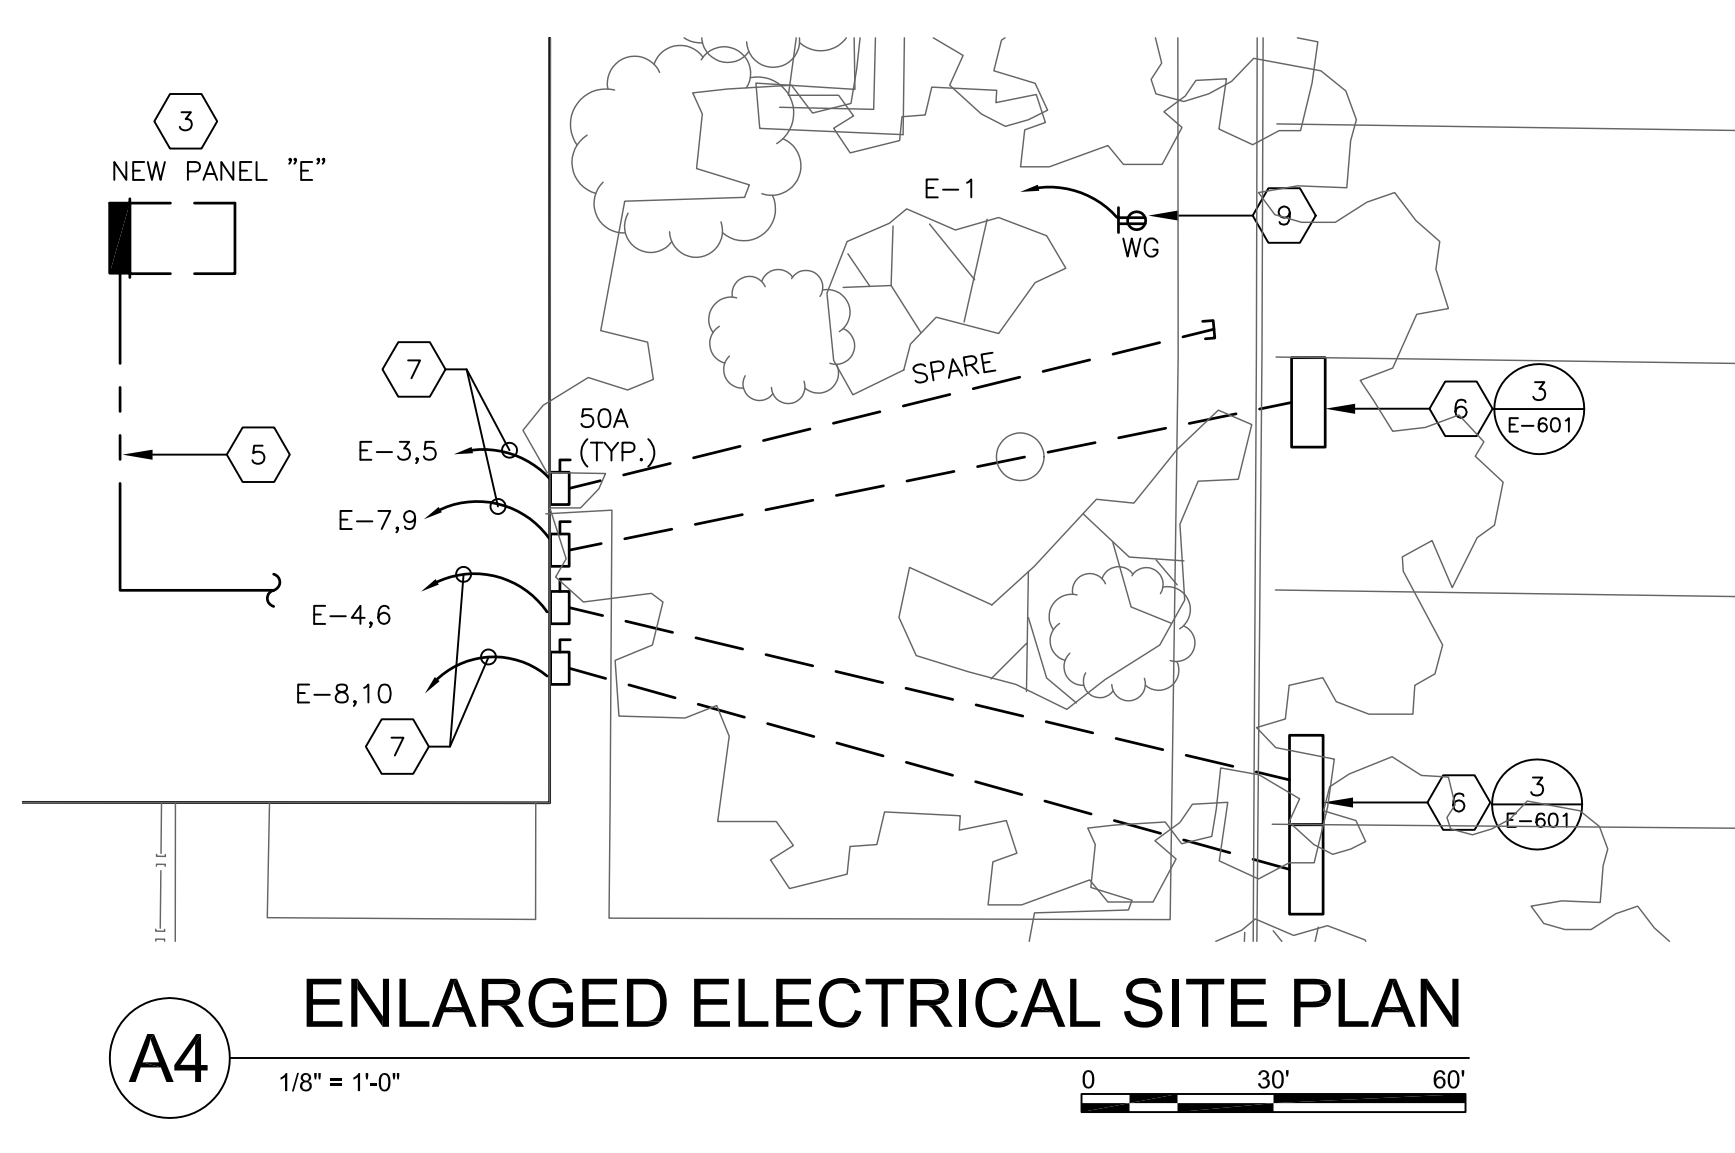 3
NEW PANEL "E"
E-1
9
WG
SPARE
7
50A
(TYP.)
3
6
E-601
E-3,5
5
E-7,9
E-4,6
E-8,10
7
3
6
E-601
ENLARGED ELECTRICAL SITE PLAN
A4
1/8" = 1'-0"
0 30' 60'